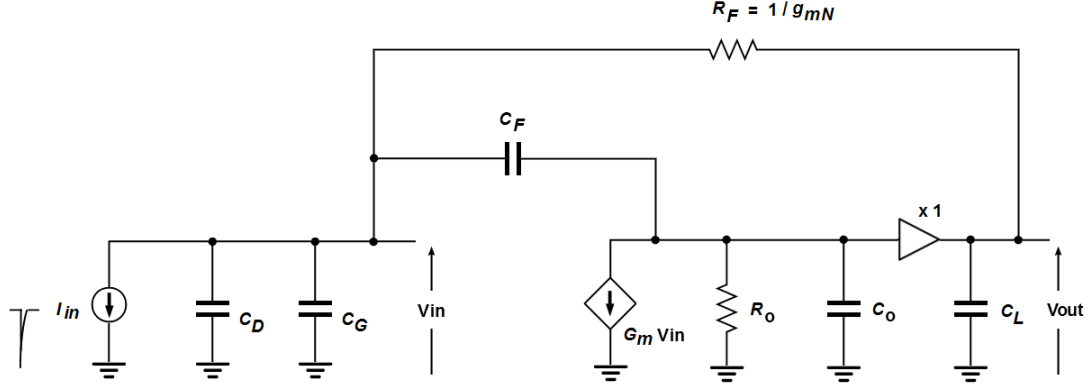 R_F = 1 / g_mN
C_F
x 1
I_in
C_D
C_G
Vin
G_m Vin
R_o
C_o
C_L
Vout